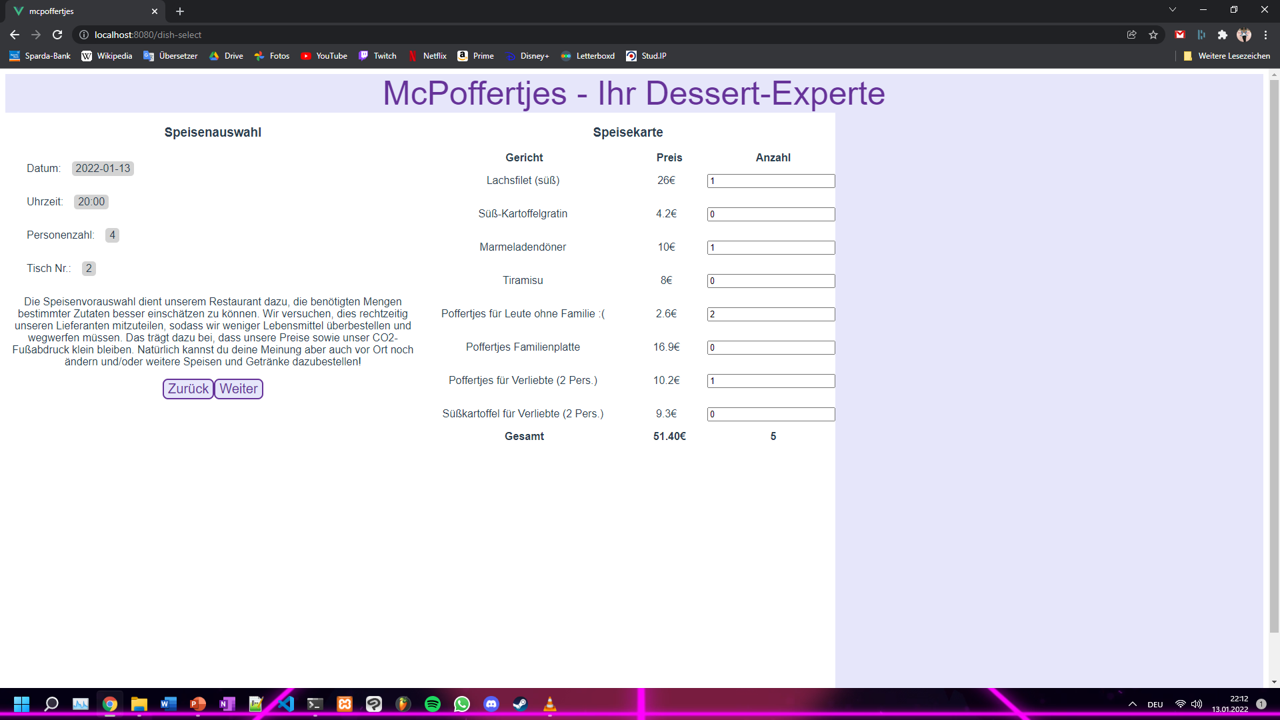 mcpoffertjes
localhost:8080/dish-select
Sparda-Bank Wikipedia Übersetzer Drive Fotos YouTube Twitch Netflix Prime Disney+ Letterboxd Stud.IP Weitere Lesezeichen
McPoffertjes - Ihr Dessert-Experte
Speisenauswahl
Datum: 2022-01-13
Uhrzeit: 20:00
Personenzahl: 4
Tisch Nr.: 2
Die Speisenvorauswahl dient unserem Restaurant dazu, die benötigten Mengen
bestimmter Zutaten besser einschätzen zu können. Wir versuchen, dies rechtzeitig
unseren Lieferanten mitzuteilen, sodass wir weniger Lebensmittel überbestellen und
wegwerfen müssen. Das trägt dazu bei, dass unsere Preise sowie unser CO2-
Fußabdruck klein bleiben. Natürlich kannst du deine Meinung aber auch vor Ort noch
ändern und/oder weitere Speisen und Getränke dazubestellen!
Zurück Weiter
Speisekarte
Gericht Preis Anzahl
Lachsfilet (süß) 26€ 1
Süß-Kartoffelgratin 4.2€ 0
Marmeladendöner 10€ 1
Tiramisu 8€ 0
Poffertjes für Leute ohne Familie :( 2.6€ 2
Poffertjes Familienplatte 16.9€ 0
Poffertjes für Verliebte (2 Pers.) 10.2€ 1
Süßkartoffel für Verliebte (2 Pers.) 9.3€ 0
Gesamt 51.40€ 5
DEU
22:12
13.01.2022
1